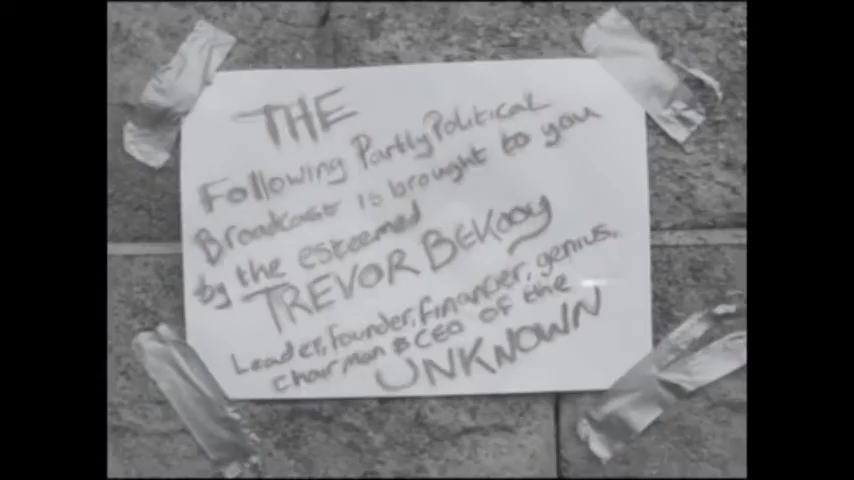 THE
Following Partly Political
Broadcast is brought to you
by the esteemed
TREVOR BEKOOY
Leader, founder, financier, genius,
chairman & CEO of the
UNKNOWN